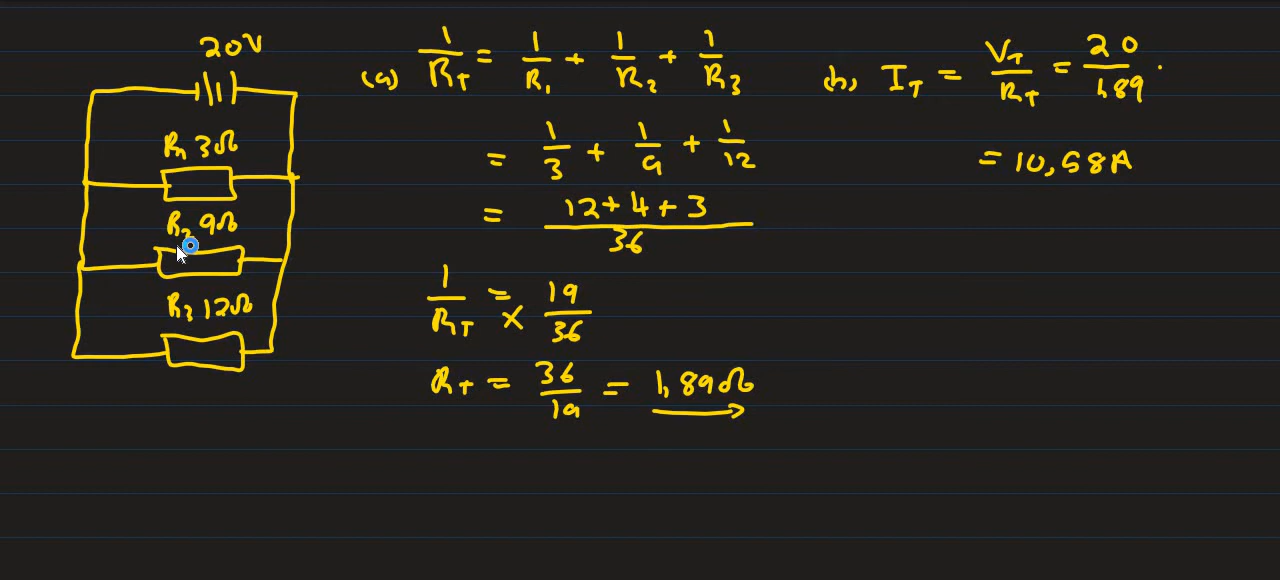 20V
R1 3Ω
R2 9Ω
R3 12Ω
(a) 1/RT = 1/R1 + 1/R2 + 1/R3
= 1/3 + 1/9 + 1/12
= (12+4+3)/36
1/RT = × 19/36
RT = 36/19 = 1,89Ω
(b) IT = VT/RT = 20/1,89 .
= 10,58A